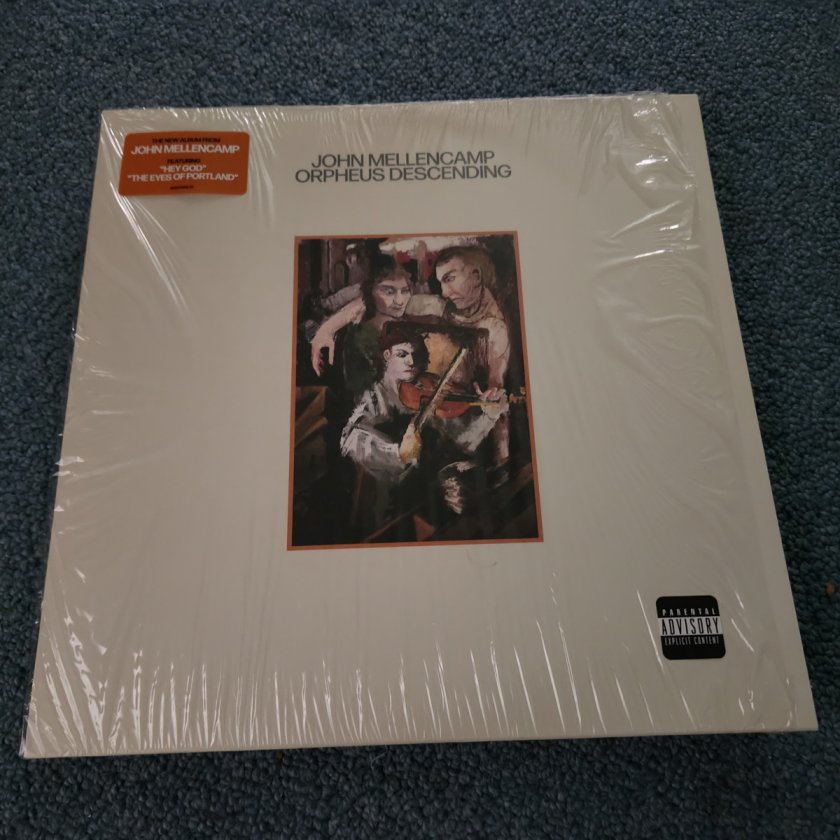 THE NEW ALBUM FROM
JOHN MELLENCAMP
FEATURING
"HEY GOD"
"THE EYES OF PORTLAND"
JOHN MELLENCAMP
ORPHEUS DESCENDING
PARENTAL
ADVISORY
EXPLICIT CONTENT